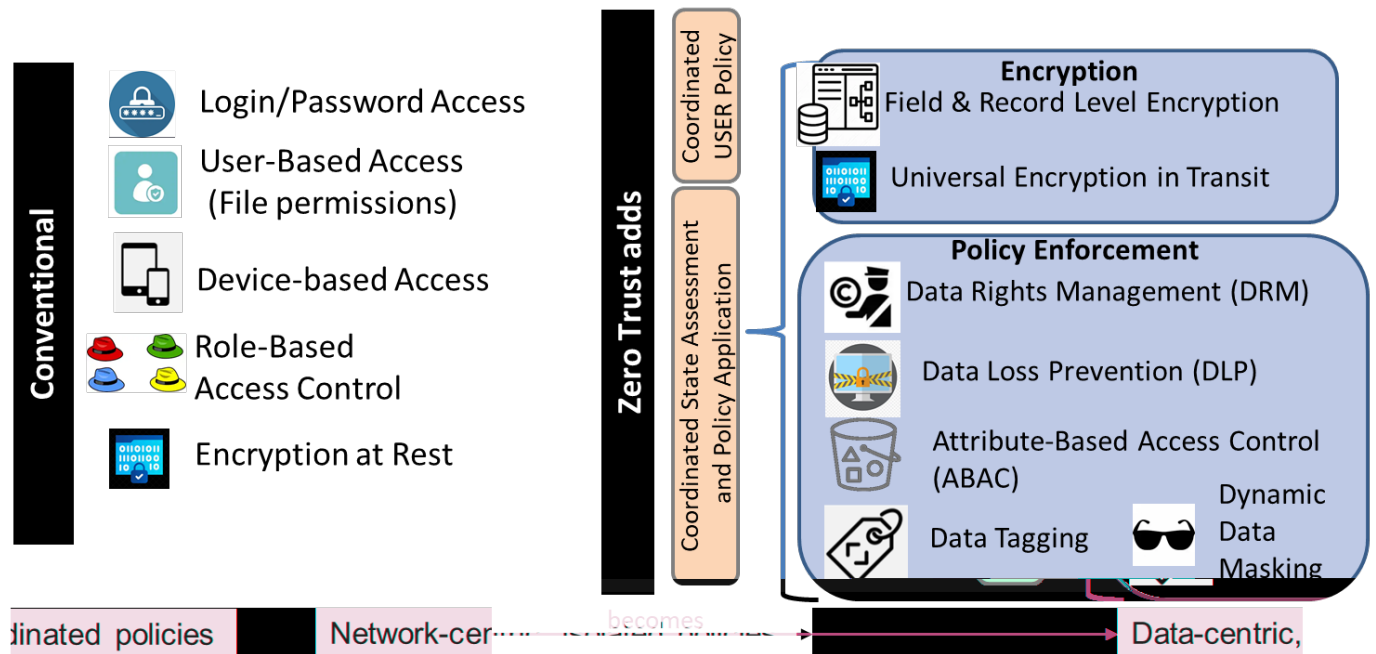 Conventional
Login/Password Access
User-Based Access
(File permissions)
Device-based Access
Role-Based
Access Control
Encryption at Rest
Zero Trust adds
Coordinated
USER Policy
Coordinated State Assessment
and Policy Application
Encryption
Field & Record Level Encryption
Universal Encryption in Transit
Policy Enforcement
Data Rights Management (DRM)
Data Loss Prevention (DLP)
Attribute-Based Access Control
(ABAC)
Data Tagging
Dynamic
Data
Masking
dinated policies
Network-cen
becomes
policies
Data-centric,